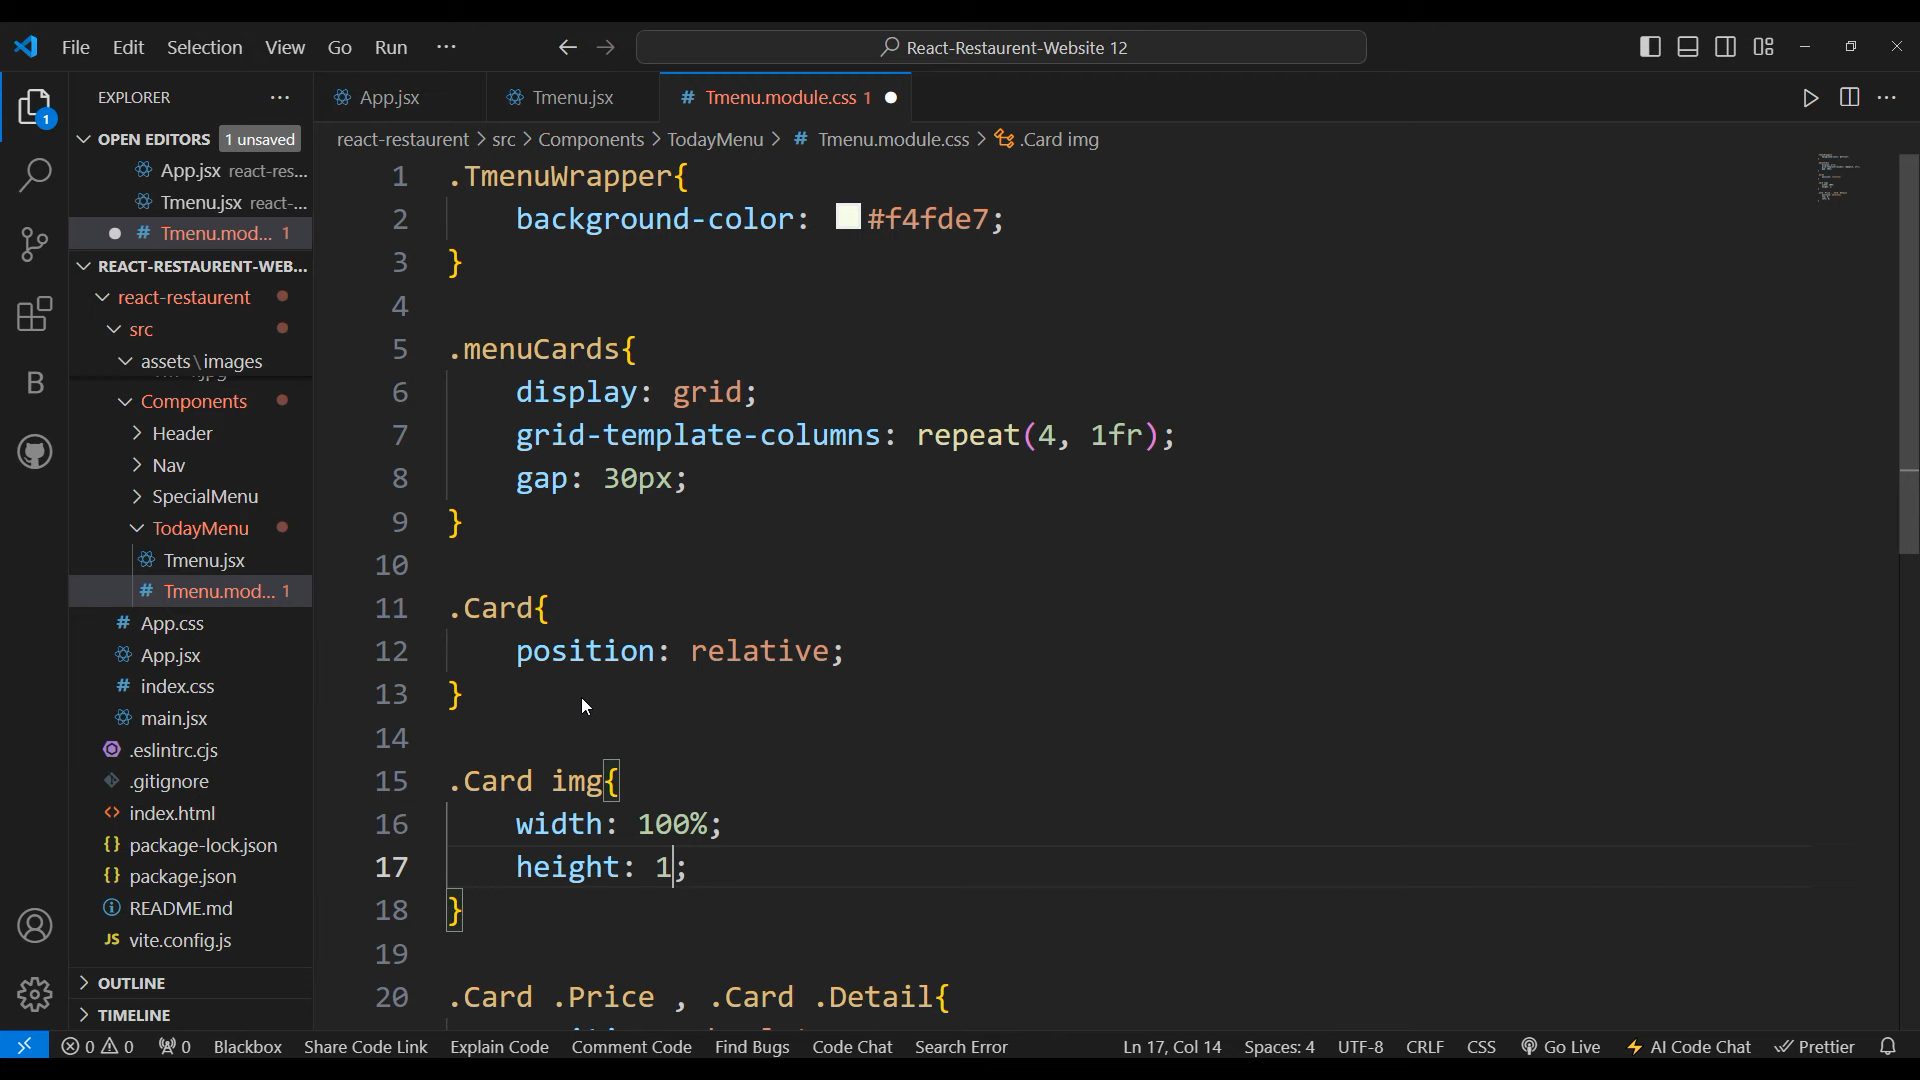 File Edit Selection View Go Run ··· React-Restaurent-Website 12
EXPLORER ···
App.jsx Tmenu.jsx # Tmenu.module.css 1
OPEN EDITORS 1 unsaved
App.jsx react-res...
Tmenu.jsx react-...
# Tmenu.mod... 1
REACT-RESTAURENT-WEB...
react-restaurent
src
assets\images
Components
Header
Nav
SpecialMenu
TodayMenu
Tmenu.jsx
# Tmenu.mod... 1
# App.css
App.jsx
# index.css
main.jsx
.eslintrc.cjs
.gitignore
<> index.html
{} package-lock.json
{} package.json
README.md
JS vite.config.js
OUTLINE
TIMELINE
1
B
react-restaurent > src > Components > TodayMenu > # Tmenu.module.css > .Card img
1 .TmenuWrapper{
2 background-color: #f4fde7;
3 }
4
5 .menuCards{
6 display: grid;
7 grid-template-columns: repeat(4, 1fr);
8 gap: 30px;
9 }
10
11 .Card{
12 position: relative;
13 }
14
15 .Card img{
16 width: 100%;
17 height: 1;
18 }
19
20 .Card .Price , .Card .Detail{
0 0 0 Blackbox Share Code Link Explain Code Comment Code Find Bugs Code Chat Search Error Ln 17, Col 14 Spaces: 4 UTF-8 CRLF CSS Go Live AI Code Chat Prettier